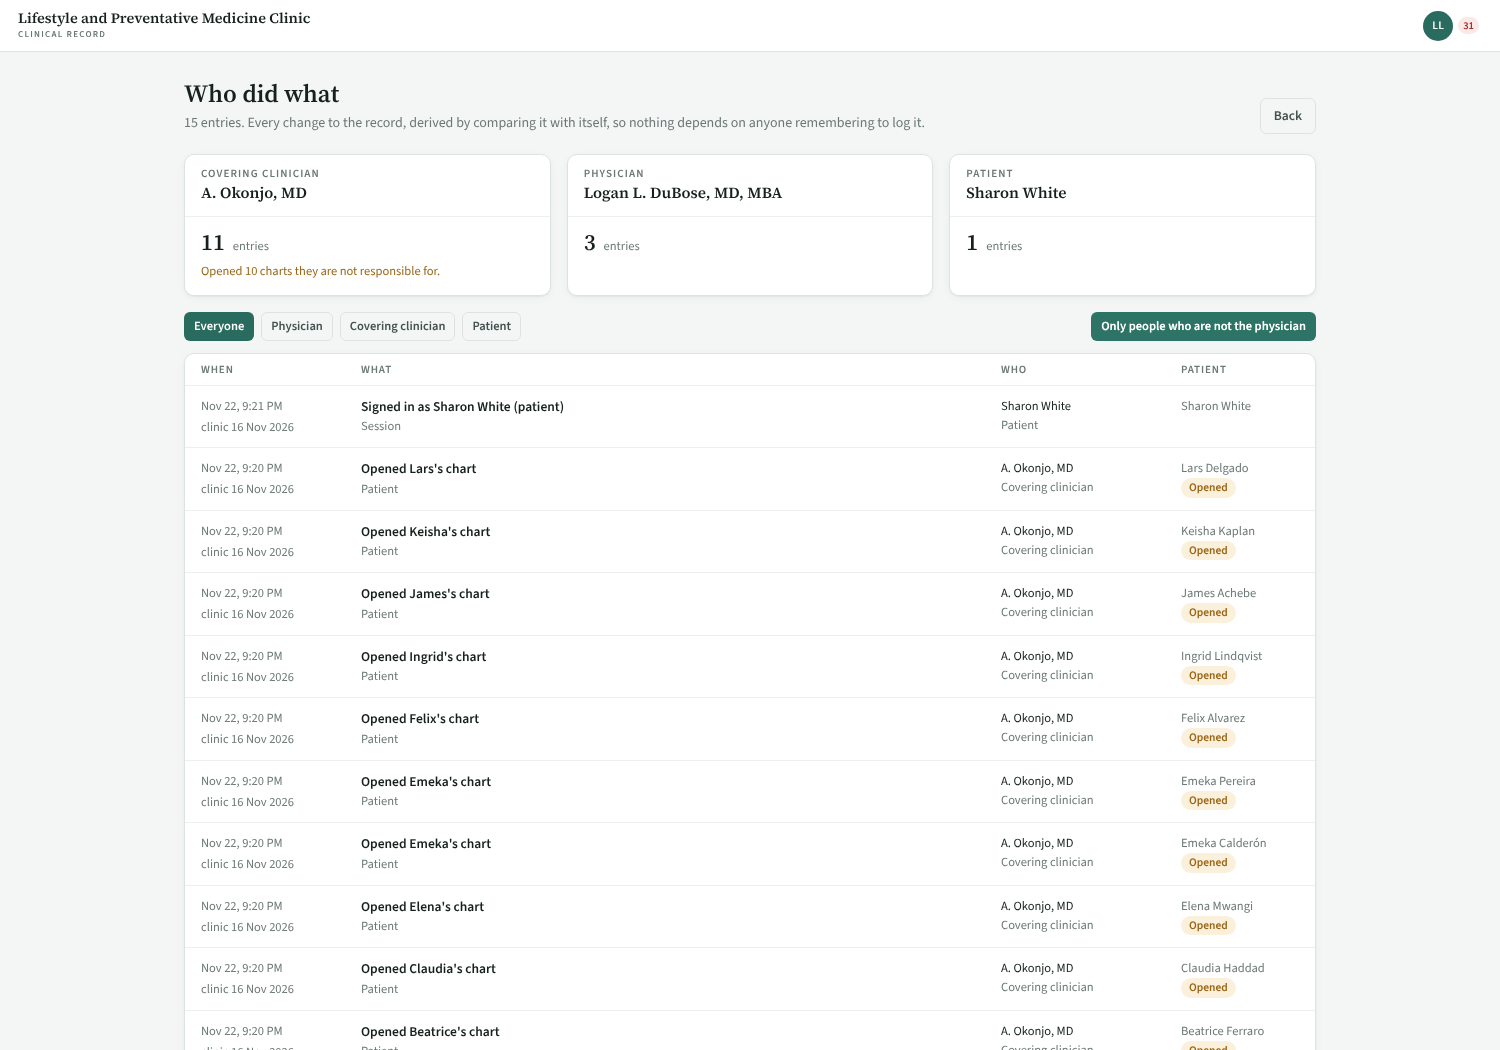 Lifestyle and Preventative Medicine Clinic
CLINICAL RECORD
LL 31
Who did what
15 entries. Every change to the record, derived by comparing it with itself, so nothing depends on anyone remembering to log it.
Back
COVERING CLINICIAN
A. Okonjo, MD
11 entries
Opened 10 charts they are not responsible for.
PHYSICIAN
Logan L. DuBose, MD, MBA
3 entries
PATIENT
Sharon White
1 entries
Everyone Physician Covering clinician Patient Only people who are not the physician
WHEN WHAT WHO PATIENT
Nov 22, 9:21 PM Signed in as Sharon White (patient) Sharon White Sharon White
clinic 16 Nov 2026 Session Patient
Nov 22, 9:20 PM Opened Lars's chart A. Okonjo, MD Lars Delgado
clinic 16 Nov 2026 Patient Covering clinician Opened
Nov 22, 9:20 PM Opened Keisha's chart A. Okonjo, MD Keisha Kaplan
clinic 16 Nov 2026 Patient Covering clinician Opened
Nov 22, 9:20 PM Opened James's chart A. Okonjo, MD James Achebe
clinic 16 Nov 2026 Patient Covering clinician Opened
Nov 22, 9:20 PM Opened Ingrid's chart A. Okonjo, MD Ingrid Lindqvist
clinic 16 Nov 2026 Patient Covering clinician Opened
Nov 22, 9:20 PM Opened Felix's chart A. Okonjo, MD Felix Alvarez
clinic 16 Nov 2026 Patient Covering clinician Opened
Nov 22, 9:20 PM Opened Emeka's chart A. Okonjo, MD Emeka Pereira
clinic 16 Nov 2026 Patient Covering clinician Opened
Nov 22, 9:20 PM Opened Emeka's chart A. Okonjo, MD Emeka Calderón
clinic 16 Nov 2026 Patient Covering clinician Opened
Nov 22, 9:20 PM Opened Elena's chart A. Okonjo, MD Elena Mwangi
clinic 16 Nov 2026 Patient Covering clinician Opened
Nov 22, 9:20 PM Opened Claudia's chart A. Okonjo, MD Claudia Haddad
clinic 16 Nov 2026 Patient Covering clinician Opened
Nov 22, 9:20 PM Opened Beatrice's chart A. Okonjo, MD Beatrice Ferraro